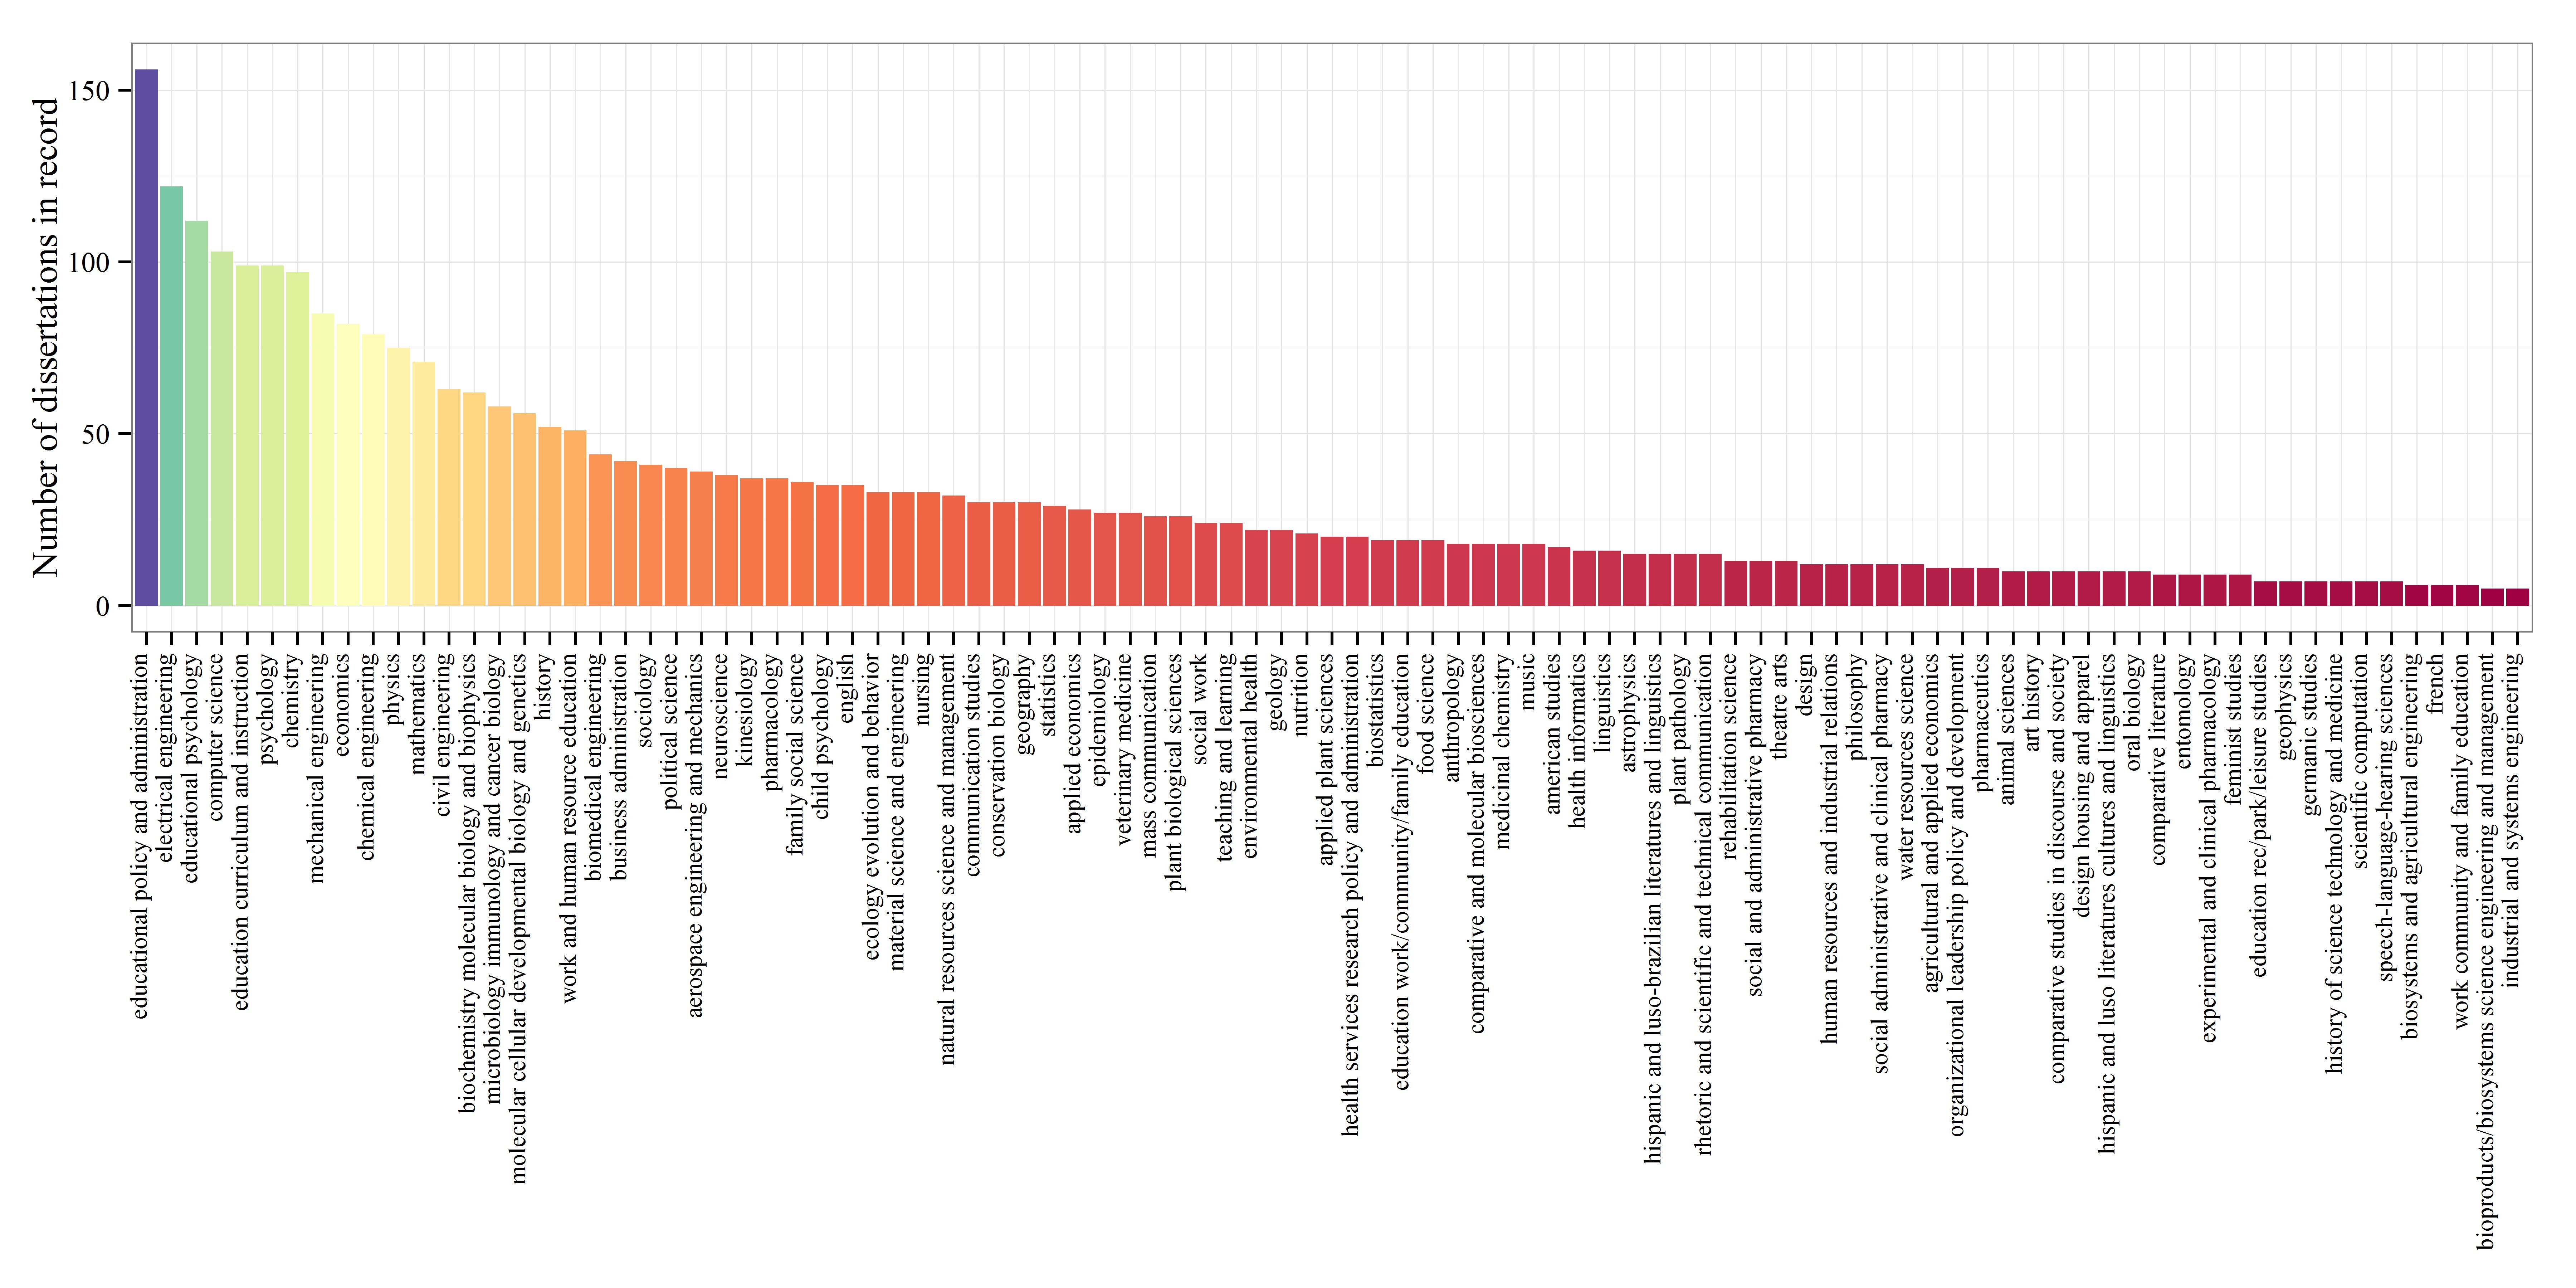 Number of dissertations in record
150
100
50
0
educational policy and administration
electrical engineering
educational psychology
computer science
education curriculum and instruction
psychology
chemistry
mechanical engineering
economics
chemical engineering
physics
mathematics
civil engineering
biochemistry molecular biology and biophysics
microbiology immunology and cancer biology
molecular cellular developmental biology and genetics
history
work and human resource education
biomedical engineering
business administration
sociology
political science
aerospace engineering and mechanics
neuroscience
kinesiology
pharmacology
family social science
child psychology
english
ecology evolution and behavior
material science and engineering
nursing
natural resources science and management
communication studies
conservation biology
geography
statistics
applied economics
epidemiology
veterinary medicine
mass communication
plant biological sciences
social work
teaching and learning
environmental health
geology
nutrition
applied plant sciences
health services research policy and administration
biostatistics
education work/community/family education
food science
anthropology
comparative and molecular biosciences
medicinal chemistry
music
american studies
health informatics
linguistics
astrophysics
hispanic and luso-brazilian literatures and linguistics
plant pathology
rhetoric and scientific and technical communication
rehabilitation science
social and administrative pharmacy
theatre arts
design
human resources and industrial relations
philosophy
social administrative and clinical pharmacy
water resources science
agricultural and applied economics
organizational leadership policy and development
pharmaceutics
animal sciences
art history
comparative studies in discourse and society
design housing and apparel
hispanic and luso literatures cultures and linguistics
oral biology
comparative literature
entomology
experimental and clinical pharmacology
feminist studies
education rec/park/leisure studies
geophysics
germanic studies
history of science technology and medicine
scientific computation
speech-language-hearing sciences
biosystems and agricultural engineering
french
work community and family education
bioproducts/biosystems science engineering and management
industrial and systems engineering